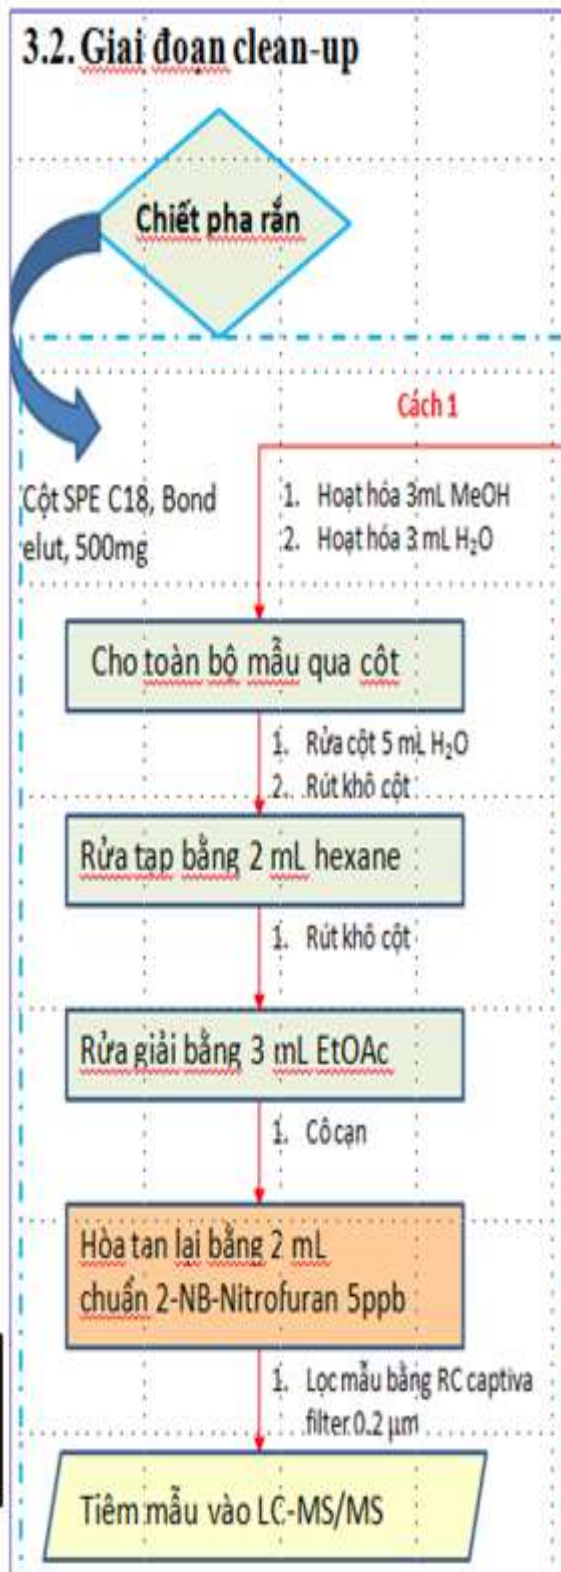 3.2. Giai đoạn clean-up
Chiết pha rắn
Cách 1
Cột SPE C18, Bond
elut, 500mg
1. Hoạt hóa 3mL MeOH
2. Hoạt hóa 3 mL H₂O
Cho toàn bộ mẫu qua cột
1. Rửa cột 5 mL H₂O
2. Rút khô cột
Rửa tạp bằng 2 mL hexane
1. Rút khô cột
Rửa giải bằng 3 mL EtOAc
1. Cô cạn
Hòa tan lại bằng 2 mL
chuẩn 2-NB-Nitrofuran 5ppb
1. Lọc mẫu bằng RC captiva
filter 0.2 µm
Tiêm mẫu vào LC-MS/MS